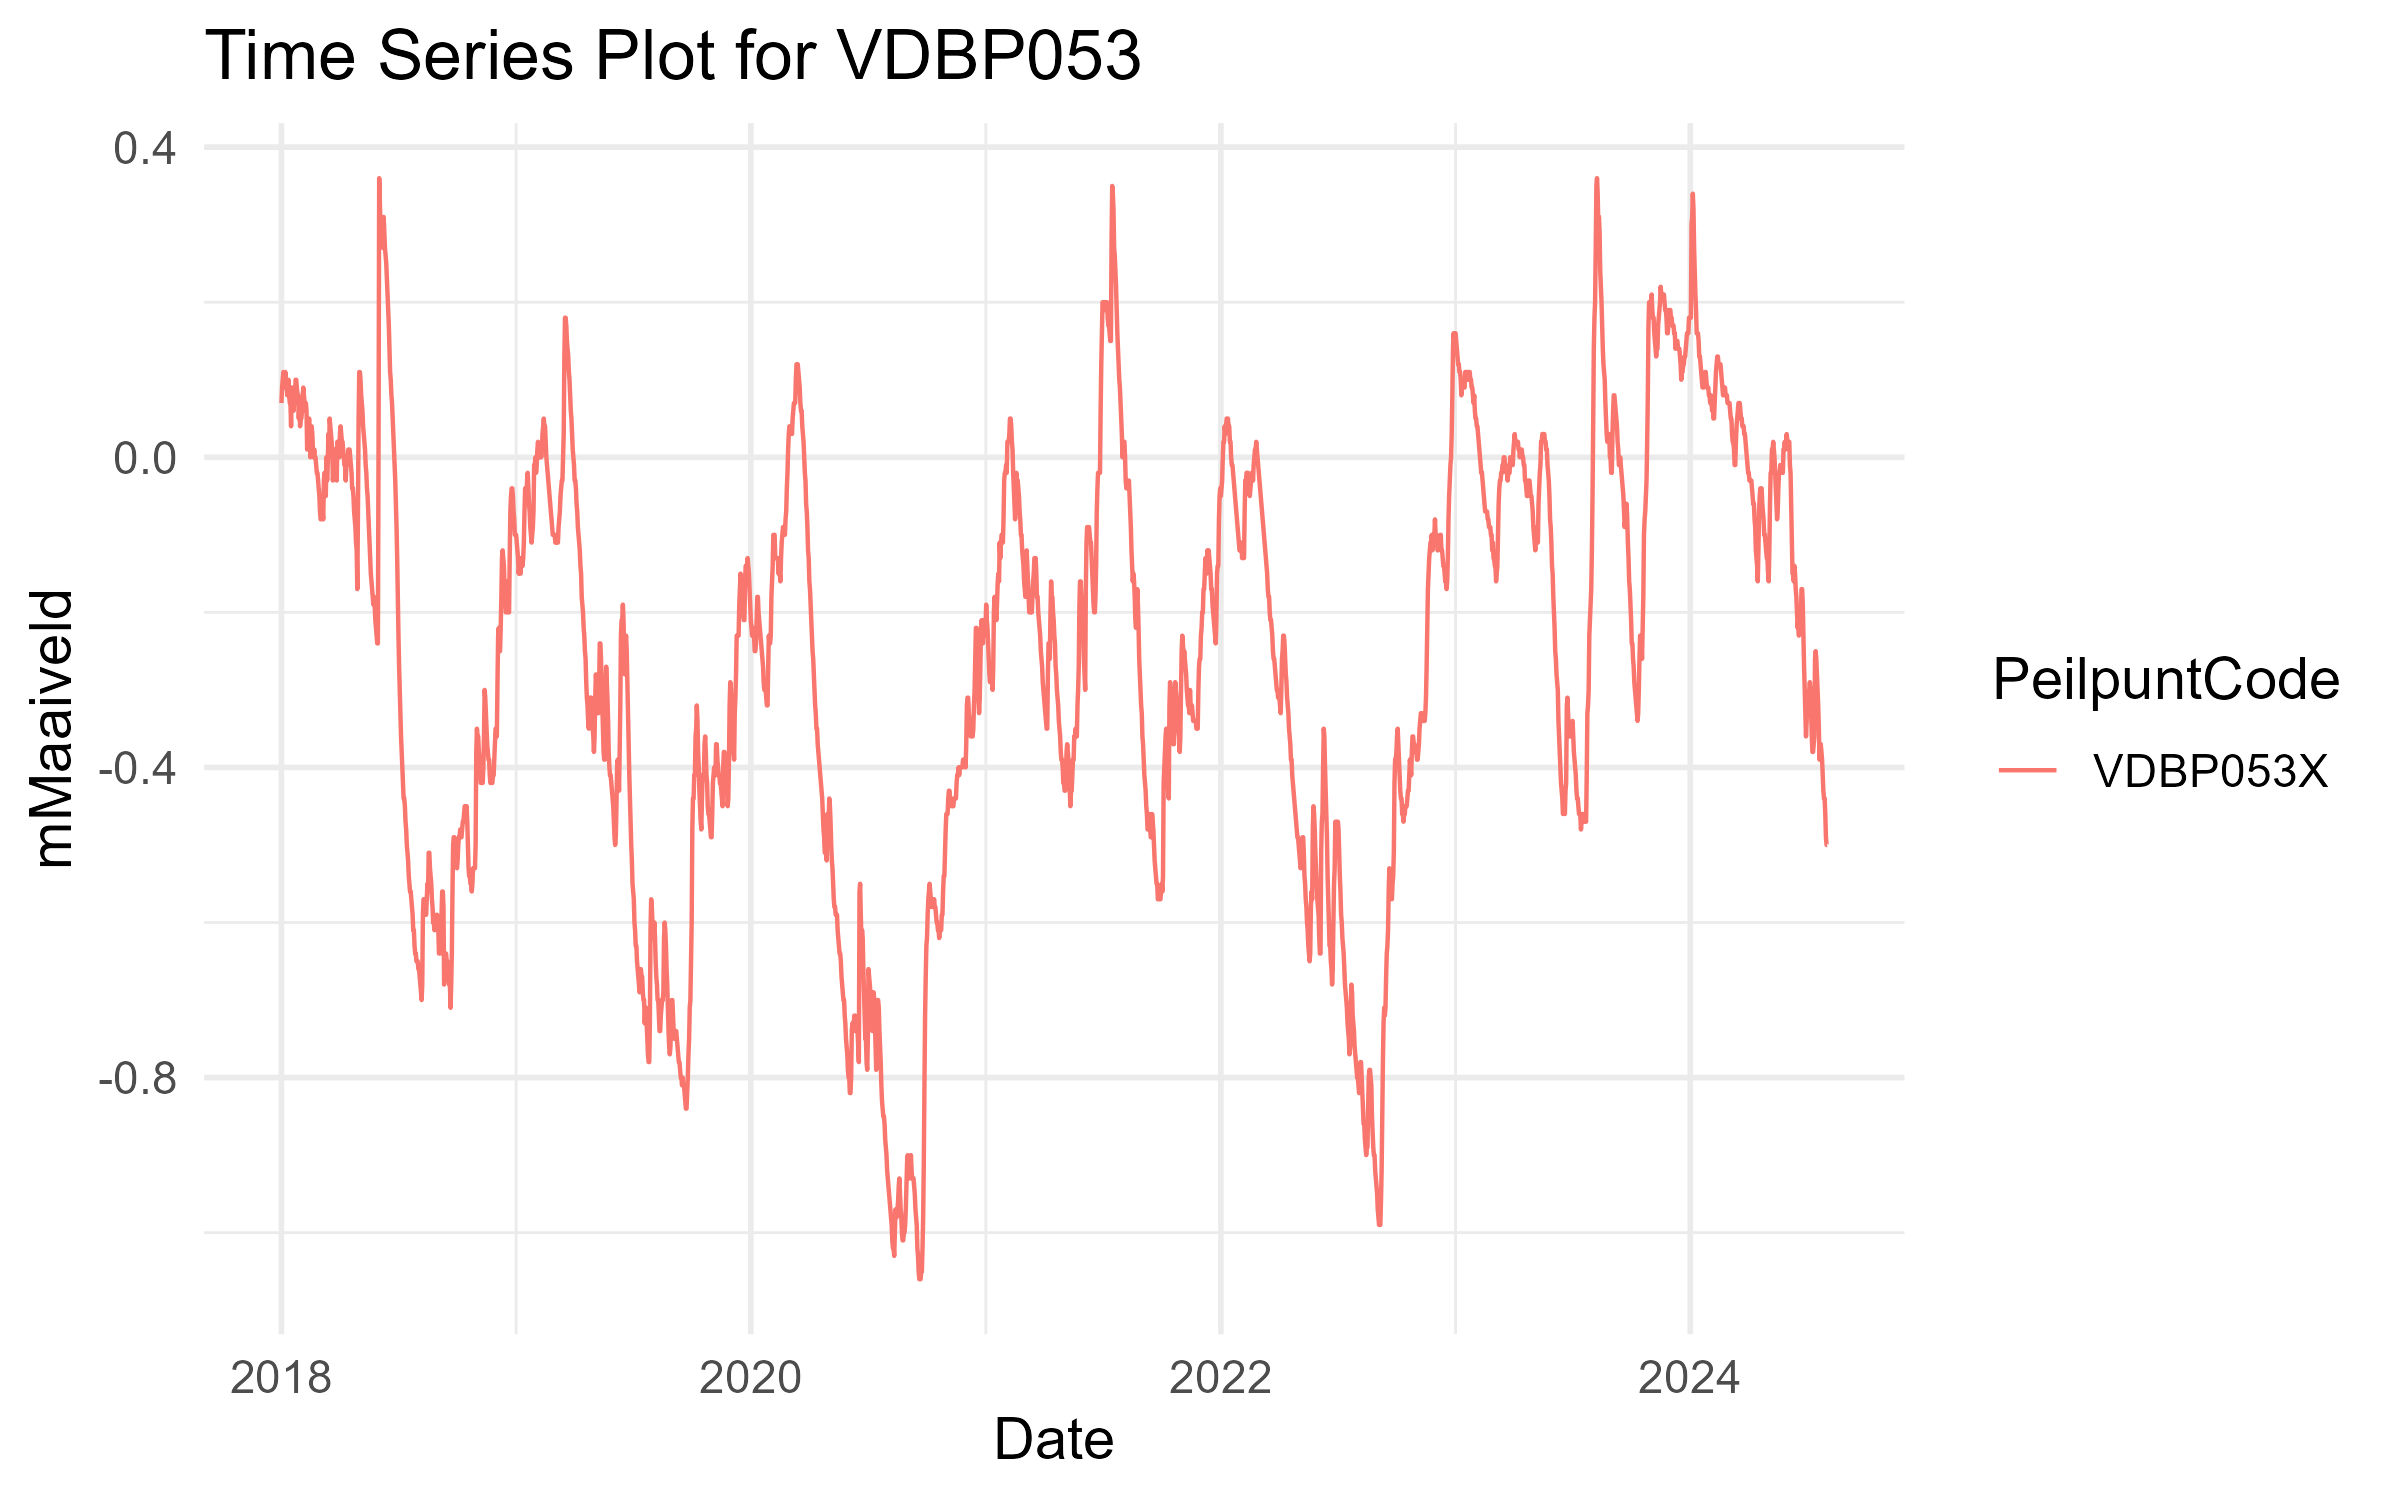 Time Series Plot for VDBP053
0.4
0.0
-0.4
-0.8
mMaaiveld
2018
2020
2022
2024
Date
PeilpuntCode
VDBP053X